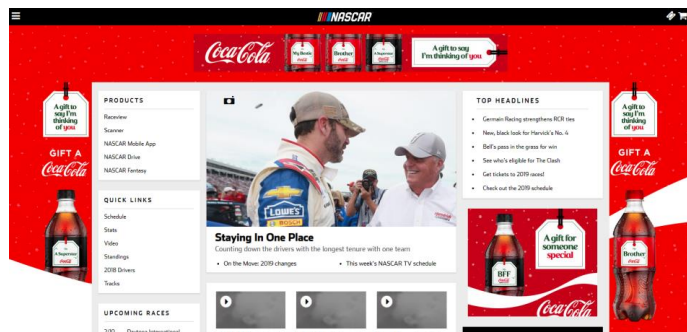 NASCAR
Coca-Cola
My Bestie
Brother
A gift to say
I'm thinking of you
A gift to
say I'm
thinking
of you
GIFT A
Coca-Cola
A Superstar
PRODUCTS
Raceview
Scanner
NASCAR Mobile App
NASCAR Drive
NASCAR Fantasy
QUICK LINKS
Schedule
Stats
Video
Standings
2018 Drivers
Tracks
UPCOMING RACES
LOWE'S
Staying In One Place
Counting down the drivers with the longest tenure with one team
On the Move: 2019 changes
This week's NASCAR TV schedule
TOP HEADLINES
Germain Racing strengthens RCR ties
New, black look for Harvick's No. 4
Bell's pass in the grass for win
See who's eligible for The Clash
Get tickets to 2019 races!
Check out the 2019 schedule
BFF
A gift for
someone
special
Coca-Cola
A gift to
say I'm
thinking
of you
GIFT A
Coca-Cola
Brother